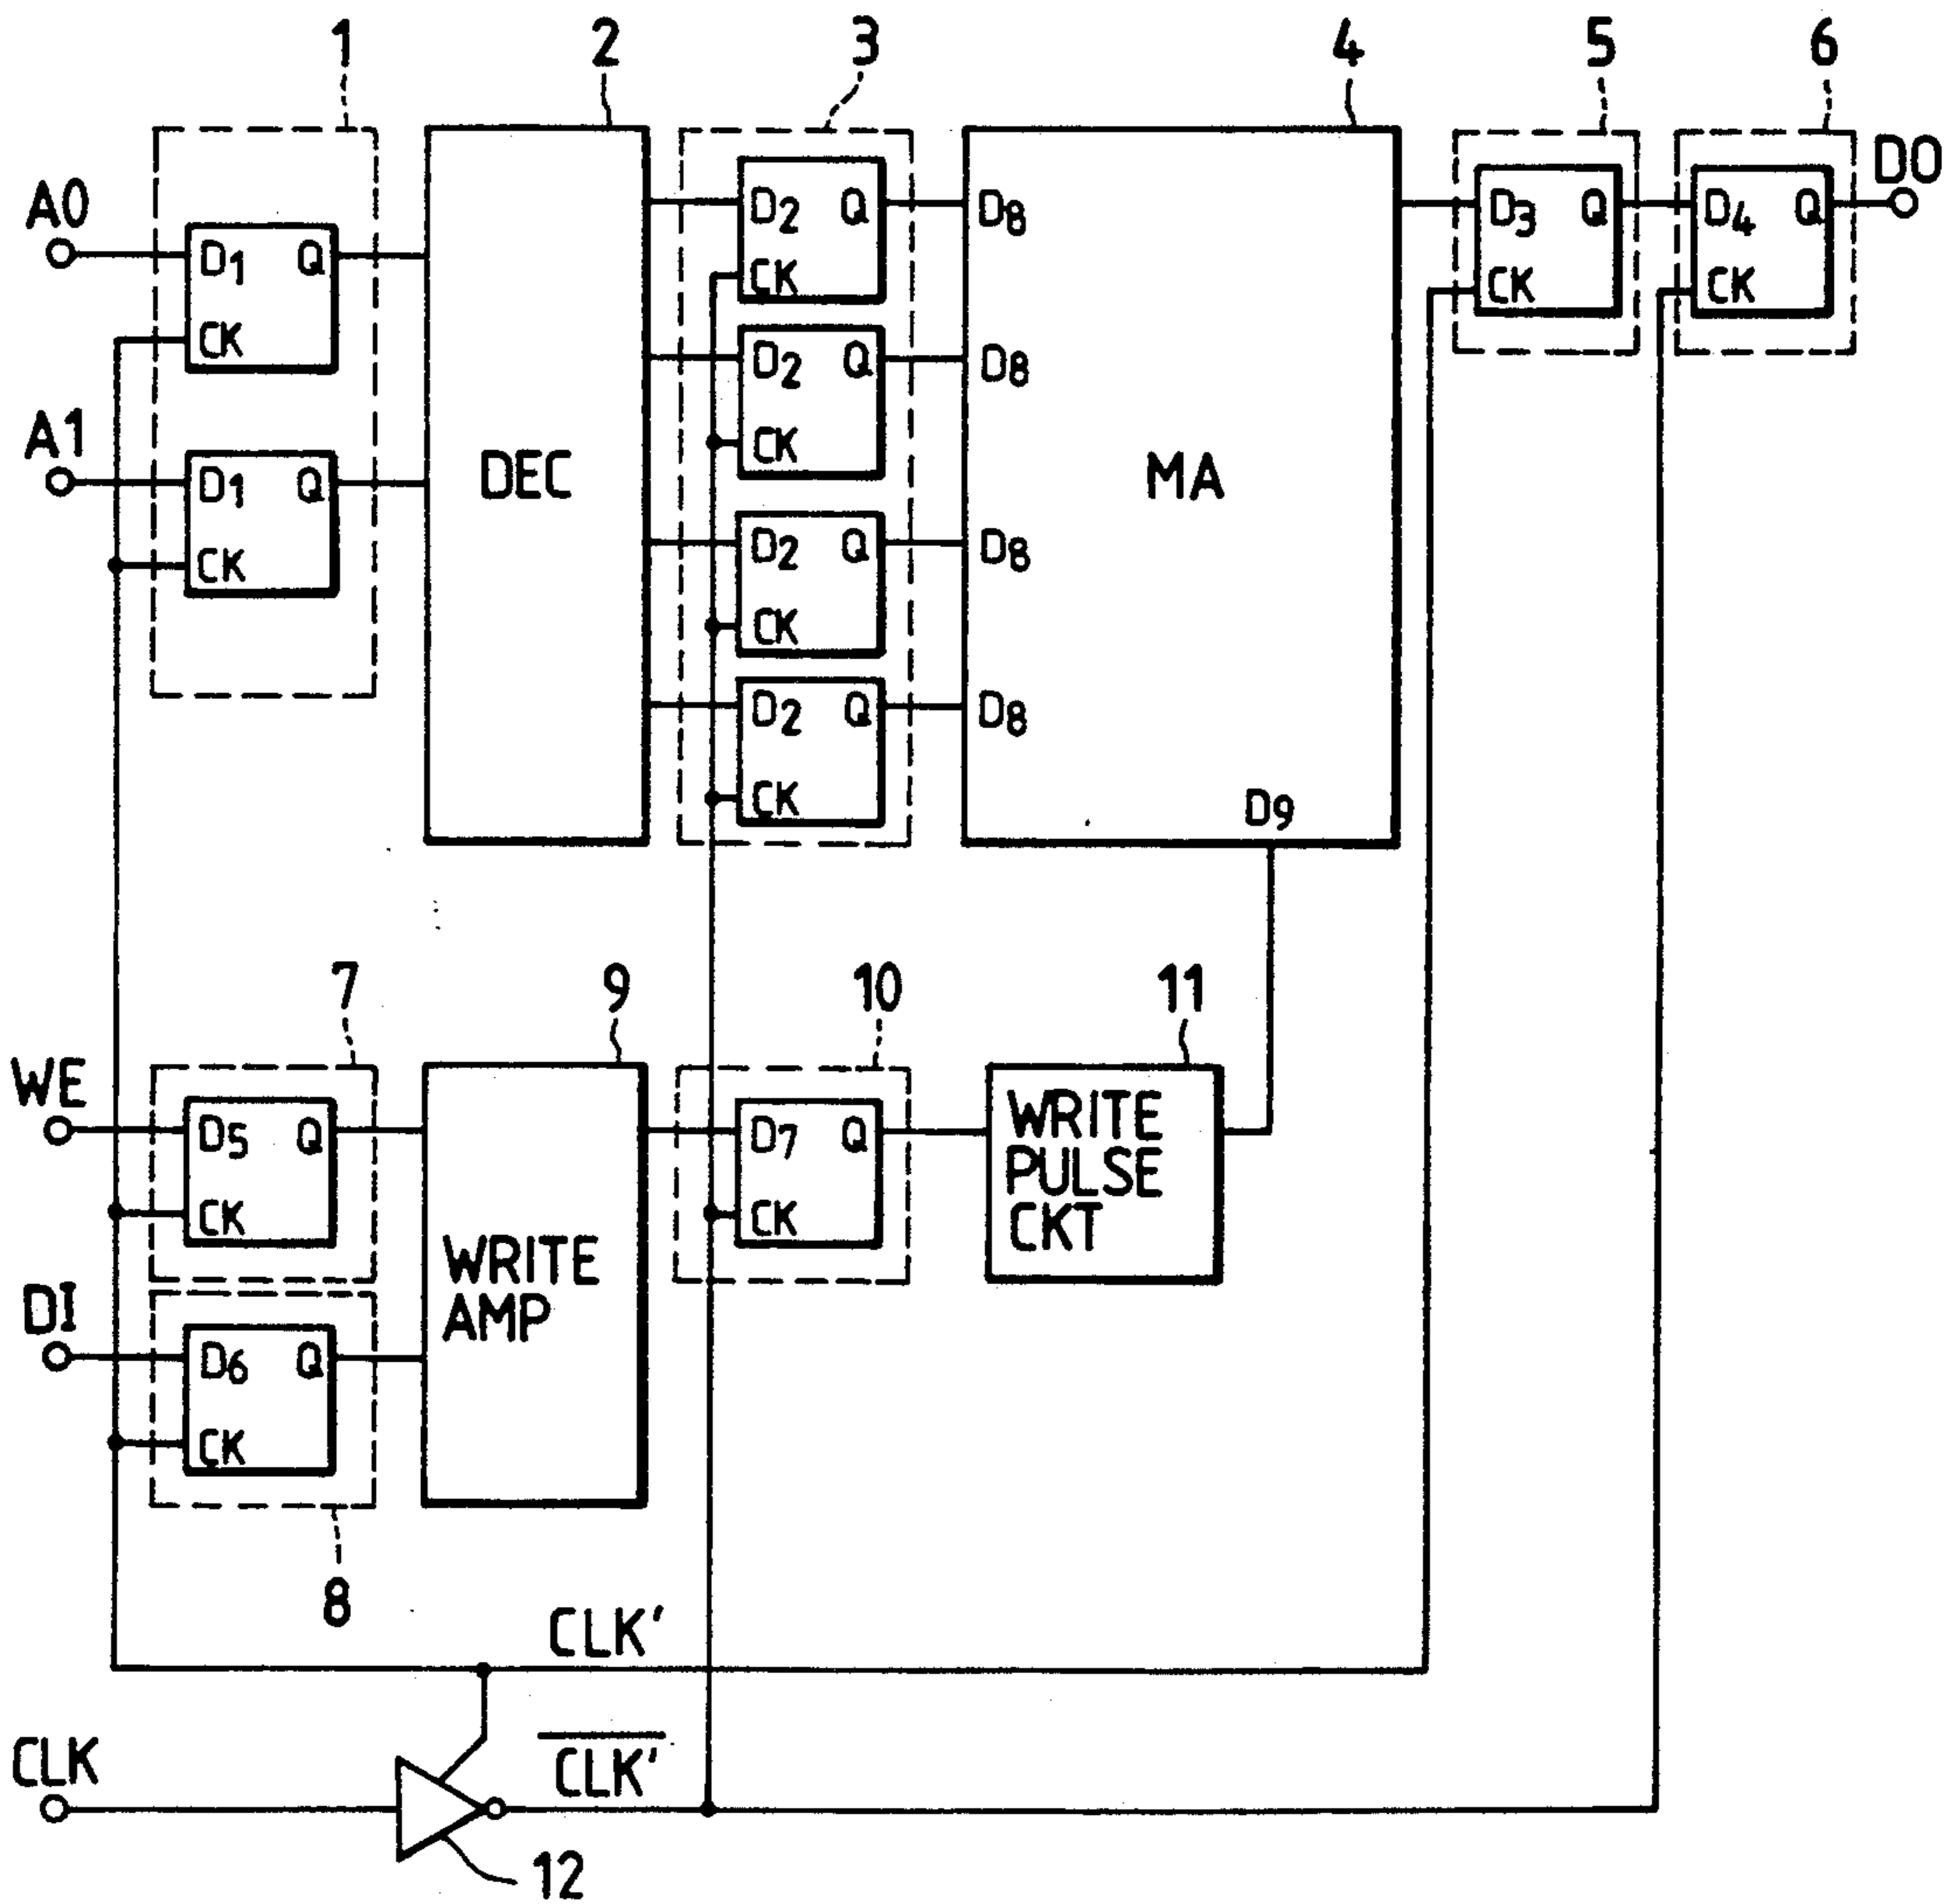 1 2 3 4 5 6
A0 D1 Q CK
A1 D1 Q CK
DEC
D2 Q CK
D2 Q CK
D2 Q CK
D2 Q CK
D8
D8
D8
D8
MA
D9
D3 Q CK
D4 Q CK
DO
7 9 10 11
WE D5 Q CK
DI D6 Q CK
8
WRITE
AMP
D7 Q CK
WRITE
PULSE
CKT
CLK'
CLK
C̅L̅K̅'̅
12